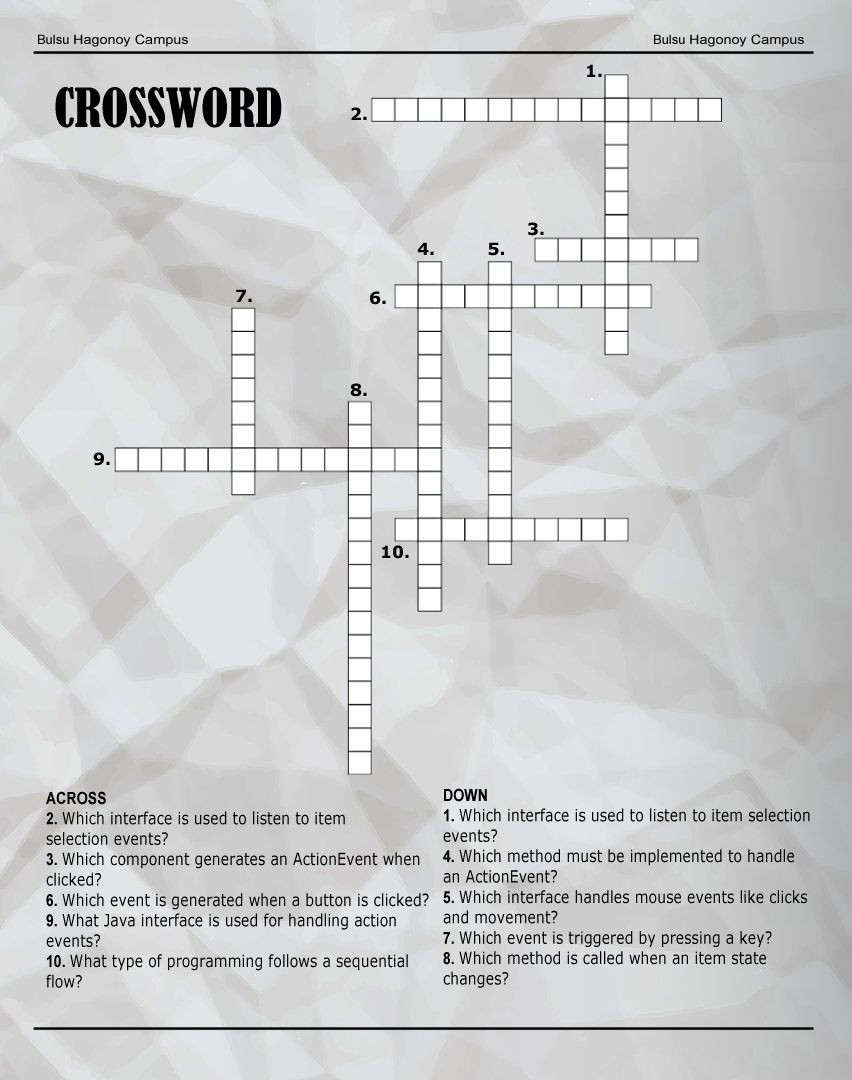 Bulsu Hagonoy Campus
Bulsu Hagonoy Campus
CROSSWORD
1.
2.
3.
4.
5.
6.
7.
8.
9.
10.
ACROSS
2. Which interface is used to listen to item
selection events?
3. Which component generates an ActionEvent when
clicked?
6. Which event is generated when a button is clicked?
9. What Java interface is used for handling action
events?
10. What type of programming follows a sequential
flow?
DOWN
1. Which interface is used to listen to item selection
events?
4. Which method must be implemented to handle
an ActionEvent?
5. Which interface handles mouse events like clicks
and movement?
7. Which event is triggered by pressing a key?
8. Which method is called when an item state
changes?